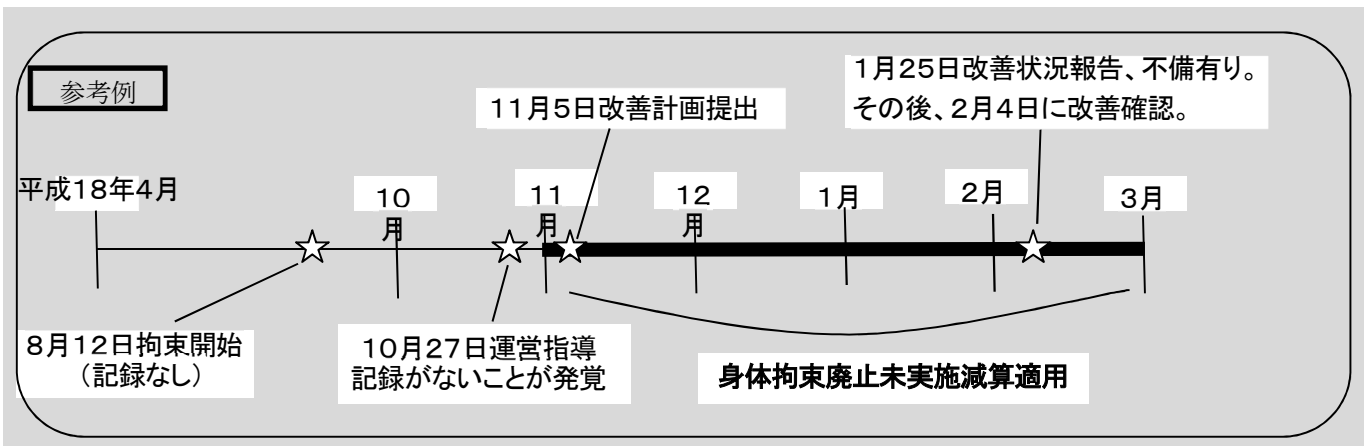 参考例
1月25日改善状況報告、不備有り。
その後、2月4日に改善確認。
11月5日改善計画提出
平成18年4月
10
月
11
月
12
月
1月
2月
3月
8月12日拘束開始
（記録なし）
10月27日運営指導
記録がないことが発覚
身体拘束廃止未実施減算適用